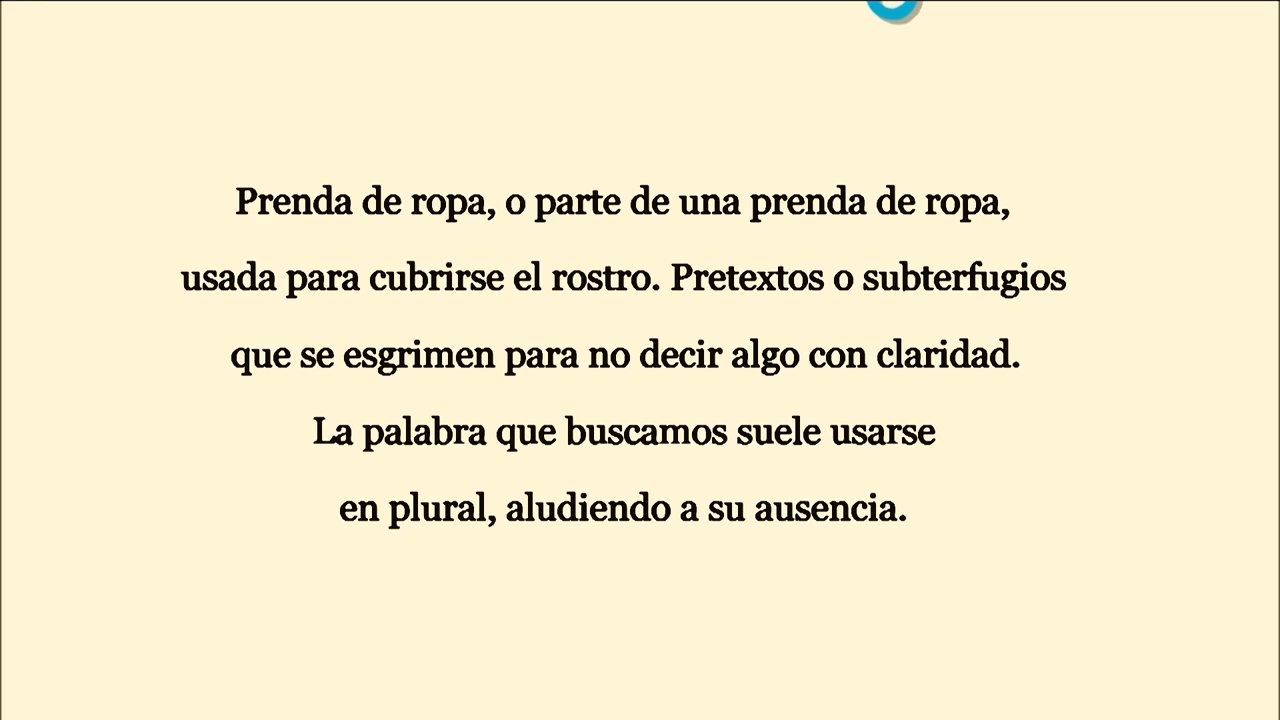 Prenda de ropa, o parte de una prenda de ropa,
usada para cubrirse el rostro. Pretextos o subterfugios
que se esgrimen para no decir algo con claridad.
La palabra que buscamos suele usarse
en plural, aludiendo a su ausencia.